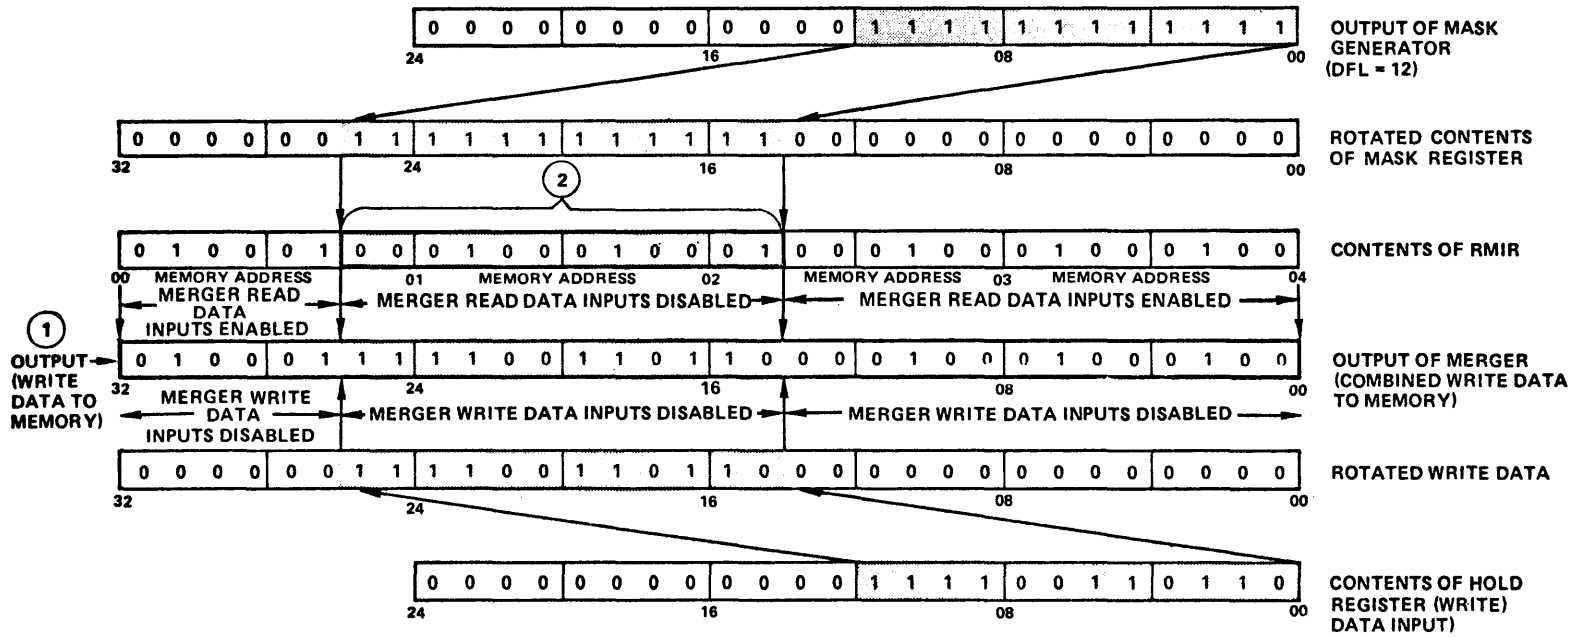 0 0 0 0 0 0 0 0 0 0 0 0 1 1 1 1 1 1 1 1 1 1 1 1
OUTPUT OF MASK
GENERATOR
(DFL = 12)
24 16 08 00
0 0 0 0 0 0 1 1 1 1 1 1 1 1 1 1 1 1 0 0 0 0 0 0 0 0 0 0 0 0 0 0
ROTATED CONTENTS
OF MASK REGISTER
32 24 16 08 00
2
0 1 0 0 0 1 0 0 0 1 0 0 0 1 0 0 0 1 0 0 0 1 0 0 0 1 0 0 0 1 0 0
CONTENTS OF RMIR
00 MEMORY ADDRESS 01 MEMORY ADDRESS 02 MEMORY ADDRESS 03 MEMORY ADDRESS 04
MERGER READ
DATA
INPUTS ENABLED
MERGER READ DATA INPUTS DISABLED
MERGER READ DATA INPUTS ENABLED
1
OUTPUT
(WRITE
DATA TO
MEMORY)
0 1 0 0 0 1 1 1 1 1 0 0 1 1 0 1 1 0 0 0 0 1 0 0 0 1 0 0 0 1 0 0
OUTPUT OF MERGER
(COMBINED WRITE DATA
TO MEMORY)
32 24 16 08 00
MERGER WRITE
DATA
INPUTS DISABLED
MERGER WRITE DATA INPUTS DISABLED
MERGER WRITE DATA INPUTS DISABLED
0 0 0 0 0 0 1 1 1 1 0 0 1 1 0 1 1 0 0 0 0 0 0 0 0 0 0 0 0 0 0 0
ROTATED WRITE DATA
32 24 16 08 00
0 0 0 0 0 0 0 0 0 0 0 0 1 1 1 1 0 0 1 1 0 1 1 0
CONTENTS OF HOLD
REGISTER (WRITE)
DATA INPUT)
24 16 08 00